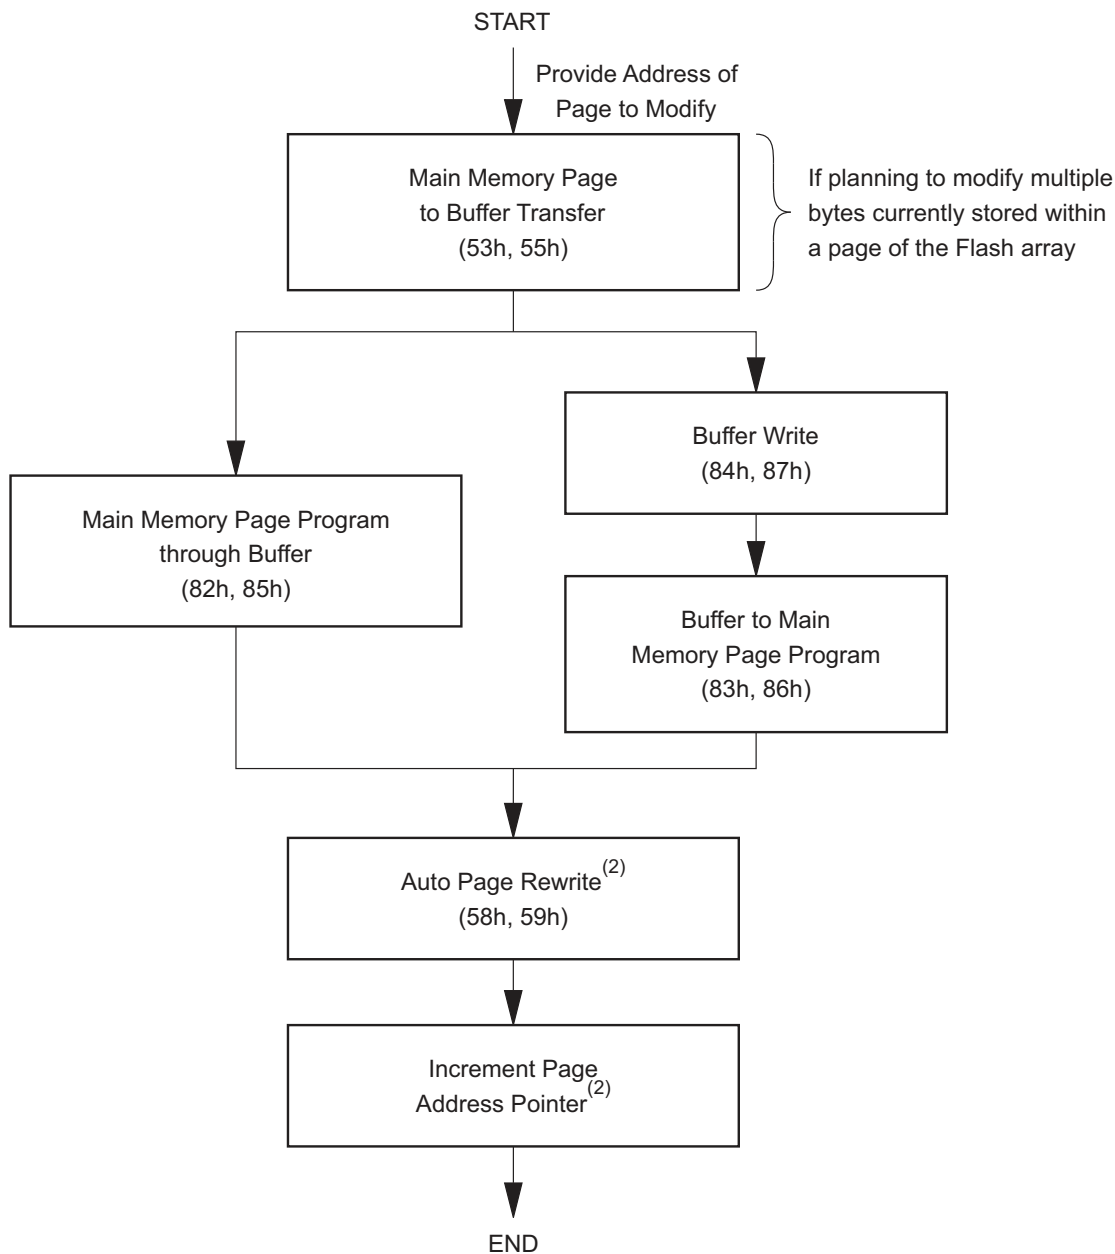 START
Provide Address of
Page to Modify
Main Memory Page
to Buffer Transfer
(53h, 55h)
If planning to modify multiple
bytes currently stored within
a page of the Flash array
Buffer Write
(84h, 87h)
Main Memory Page Program
through Buffer
(82h, 85h)
Buffer to Main
Memory Page Program
(83h, 86h)
Auto Page Rewrite(2)
(58h, 59h)
Increment Page
Address Pointer(2)
END